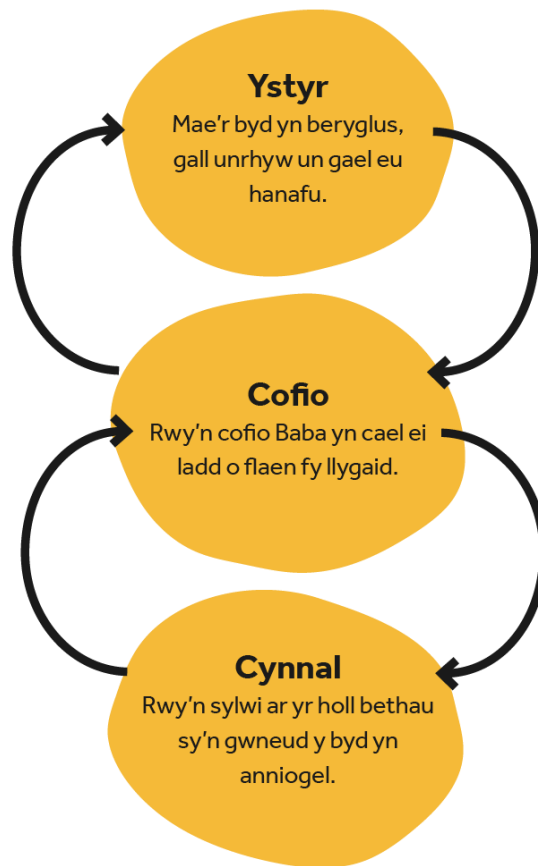 Ystyr
Mae'r byd yn beryglus,
gall unrhyw un gael eu
hanafu.
Cofio
Rwy'n cofio Baba yn cael ei
ladd o flaen fy llygaid.
Cynnal
Rwy'n sylwi ar yr holl bethau
sy'n gwneud y byd yn
anniogel.